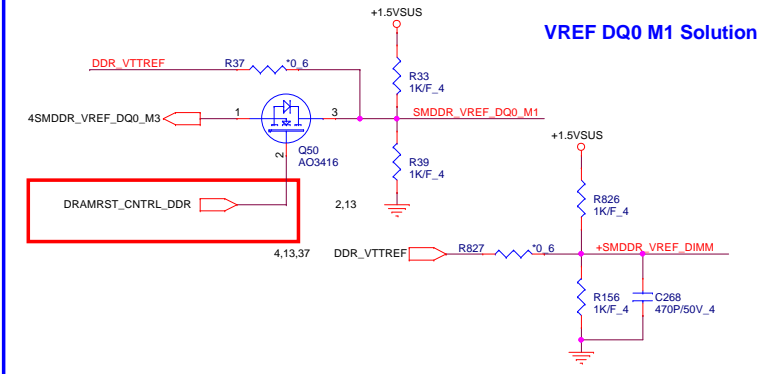 +1.5VSUS
VREF DQ0 M1 Solution
DDR_VTTREF
R37
*0_6
R33
1K/F_4
4SMDDR_VREF_DQ0_M3
1
3
SMDDR_VREF_DQ0_M1
2
Q50
AO3416
R39
1K/F_4
+1.5VSUS
DRAMRST_CNTRL_DDR
2,13
R826
1K/F_4
4,13,37
DDR_VTTREF
R827
*0_6
+SMDDR_VREF_DIMM
R156
1K/F_4
C268
470P/50V_4